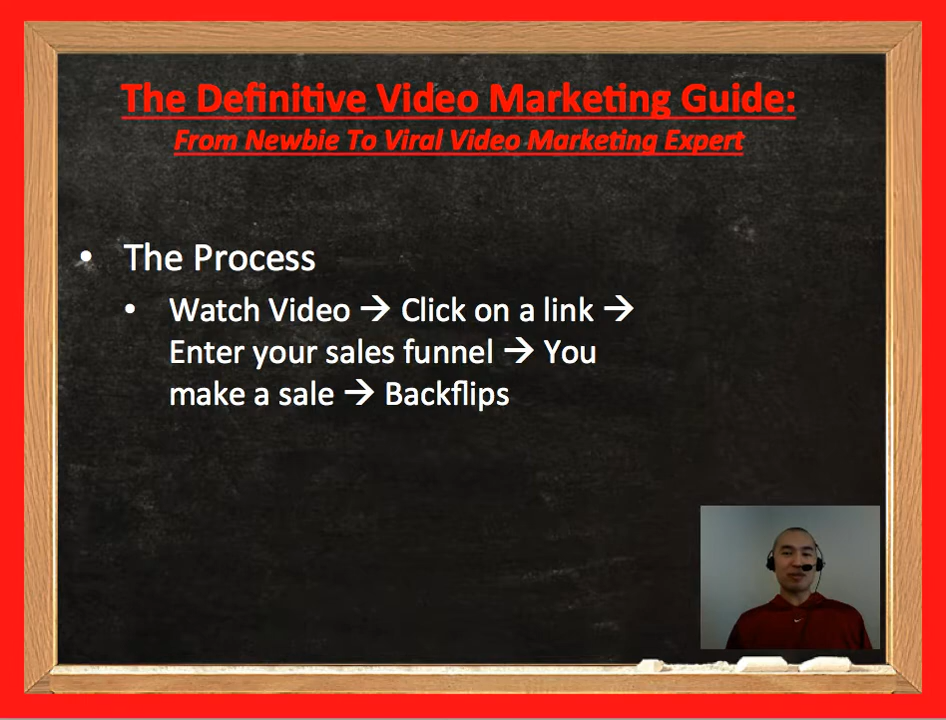 The Definitive Video Marketing Guide:
From Newbie To Viral Video Marketing Expert
• The Process
• Watch Video → Click on a link →
Enter your sales funnel → You
make a sale → Backflips